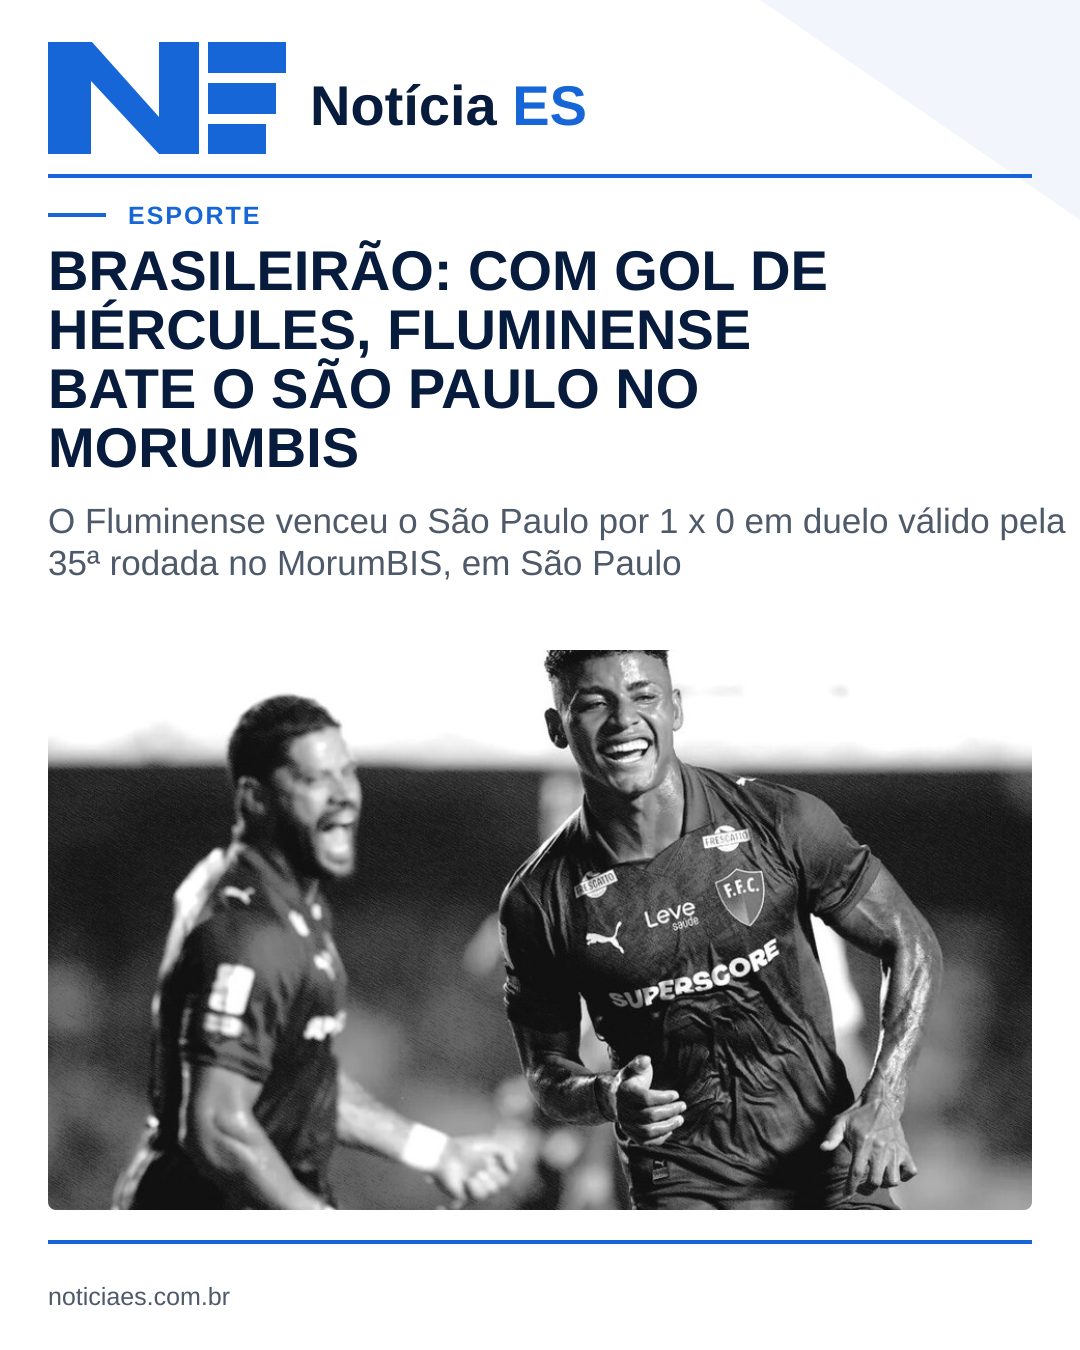 Notícia ES
ESPORTE
BRASILEIRÃO: COM GOL DE
HÉRCULES, FLUMINENSE
BATE O SÃO PAULO NO
MORUMBIS
O Fluminense venceu o São Paulo por 1 x 0 em duelo válido pela
35ª rodada no MorumBIS, em São Paulo
FRESCATTO
FRESCATTO
F.F.C.
Leve
saúde
SUPERSCORE
noticiaes.com.br